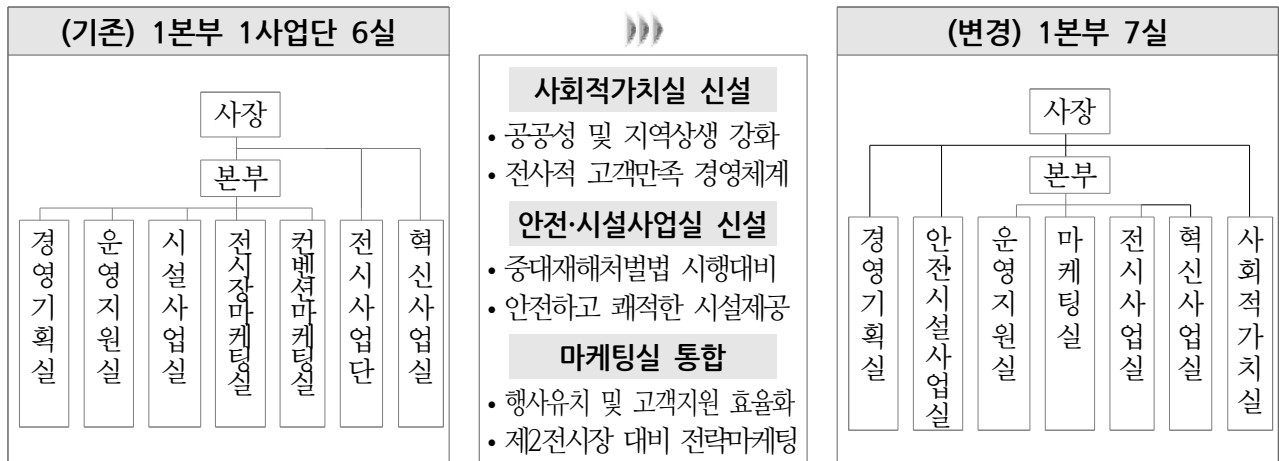 (기존) 1본부 1사업단 6실
사장
본부
경영기획실
운영지원실
시설사업실
전시장마케팅실
컨벤션마케팅실
전시사업단
혁신사업실
사회적가치실 신설
• 공공성 및 지역상생 강화
• 전사적 고객만족 경영체계
안전·시설사업실 신설
• 중대재해처벌법 시행대비
• 안전하고 쾌적한 시설제공
마케팅실 통합
• 행사유치 및 고객지원 효율화
• 제2전시장 대비 전략마케팅
(변경) 1본부 7실
사장
본부
경영기획실
안전·시설사업실
운영지원실
마케팅실
전시사업실
혁신사업실
사회적가치실